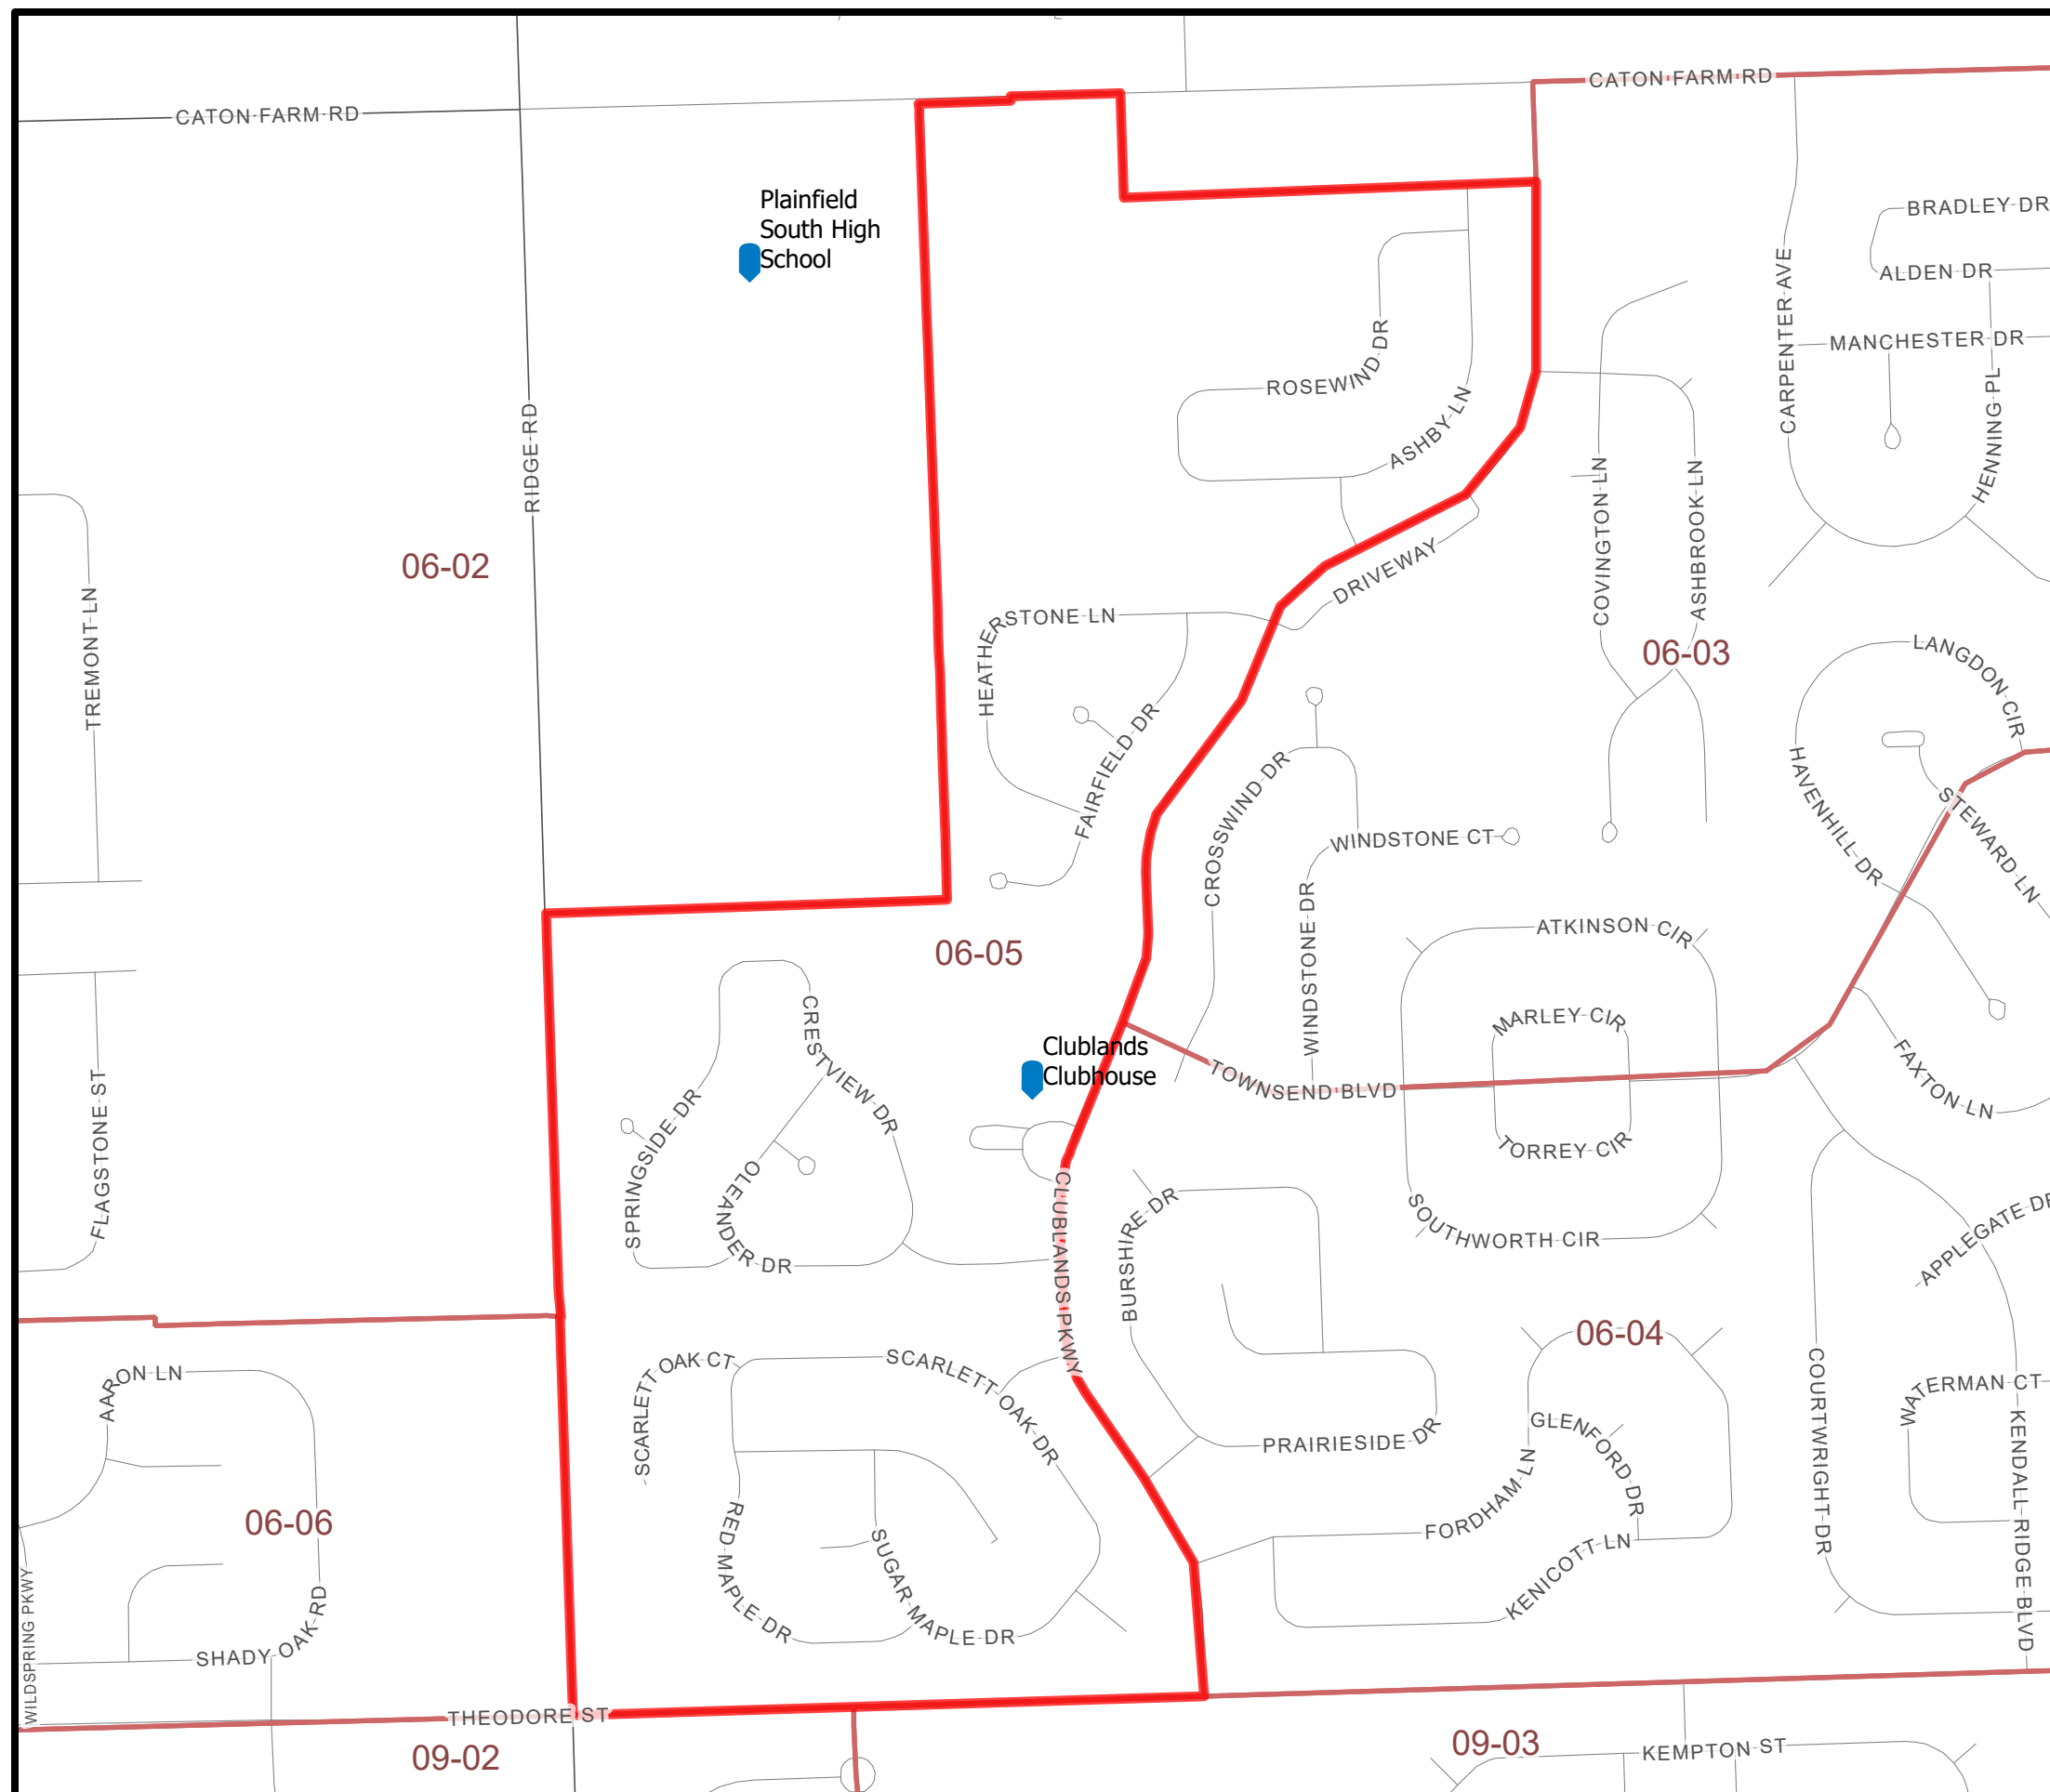 CATON FARM RD
CATON FARM RD
Plainfield
South High
School
BRADLEY DR
ALDEN DR
CARPENTER AVE
MANCHESTER DR
HENNING PL
ROSEWIND DR
ASHBY LN
RIDGE RD
COVINGTON LN
ASHBROOK LN
06-02
DRIVEWAY
TREMONT LN
HEATHERSTONE LN
06-03
LANGDON CIR
FAIRFIELD DR
CROSSWIND DR
HAVENHILL DR
STEWARD LN
WINDSTONE CT
WINDSTONE DR
ATKINSON CIR
06-05
CRESTVIEW DR
MARLEY CIR
Clublands
Clubhouse
TOWNSEND BLVD
FAXTON LN
FLAGSTONE ST
SPRINGSIDE DR
OLEANDER DR
TORREY CIR
CLUBLANDS PKWY
BURSHIRE DR
SOUTHWORTH CIR
APPLEGATE DR
06-04
AARON LN
SCARLETT OAK CT
SCARLETT OAK DR
COURTWRIGHT DR
WATERMAN CT
KENDALL RIDGE BLVD
PRAIRIESIDE DR
GLENFORD DR
FORDHAM LN
06-06
RED MAPLE DR
SUGAR MAPLE DR
KENICOTT LN
WILDSPRING PKWY
SHADY OAK RD
THEODORE ST
09-02
09-03
KEMPTON ST